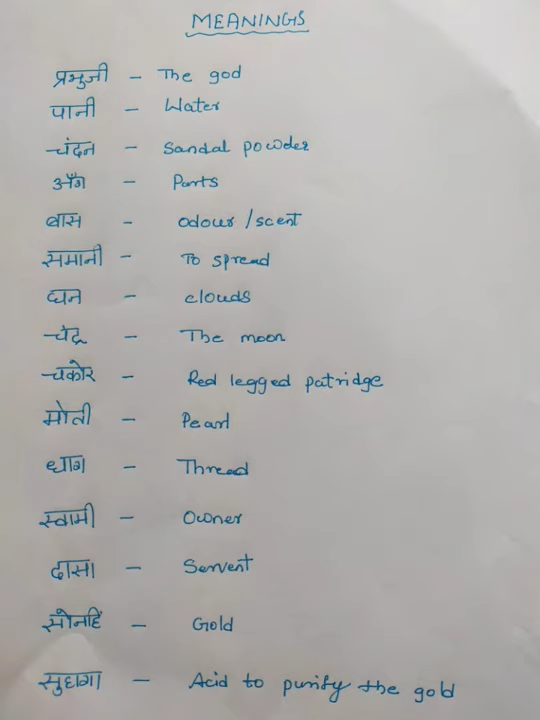 MEANINGS
प्रभुजी - The god
पानी - Water
चंदन - Sandal powder
अँग - Parts
बास - odour /scent
समानी - To spread
घन - clouds
चंद्र - The moon
चकोर - Red legged patridge
मोती - Pearl
धाग - Thread
स्वामी - Owner
दासा - Servent
सोनहिं - Gold
सुहागा - Acid to purify the gold